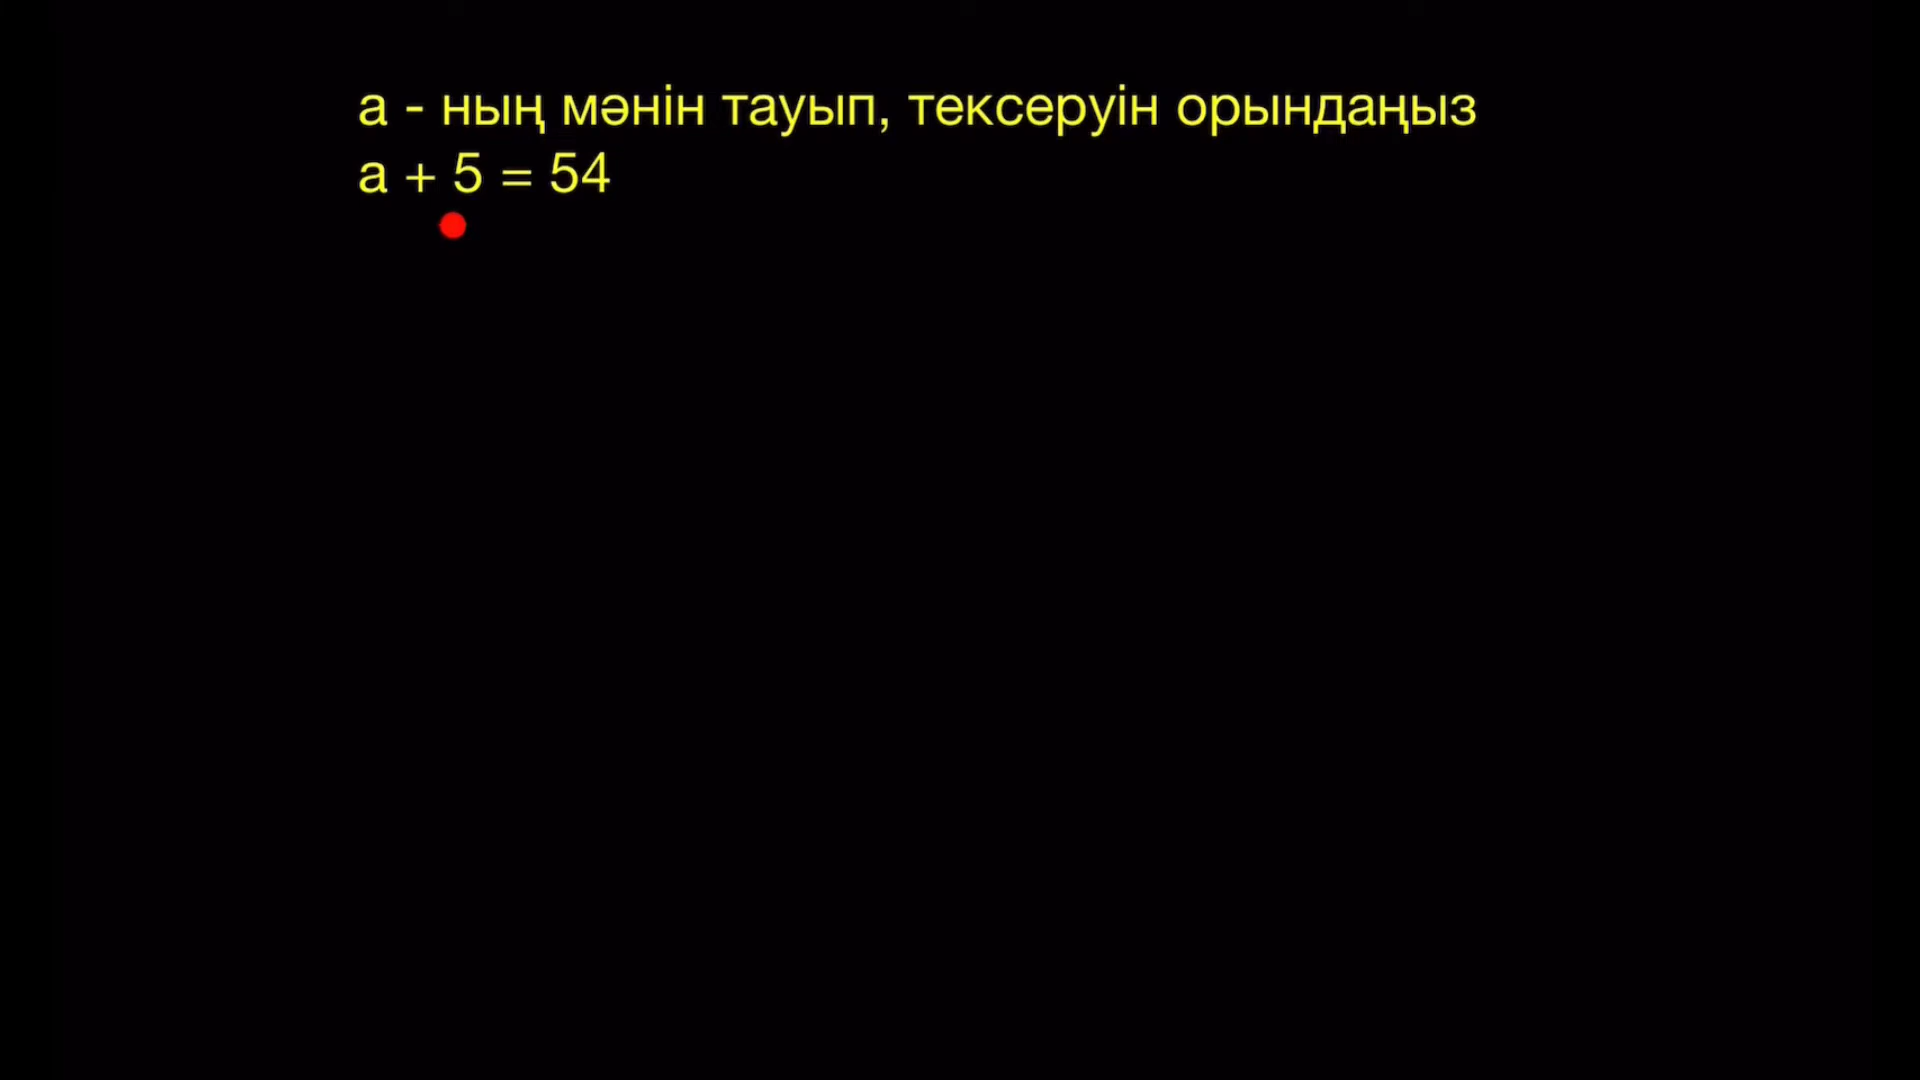 а - ның мәнін тауып, тексеруін орындаңыз
а + 5 = 54